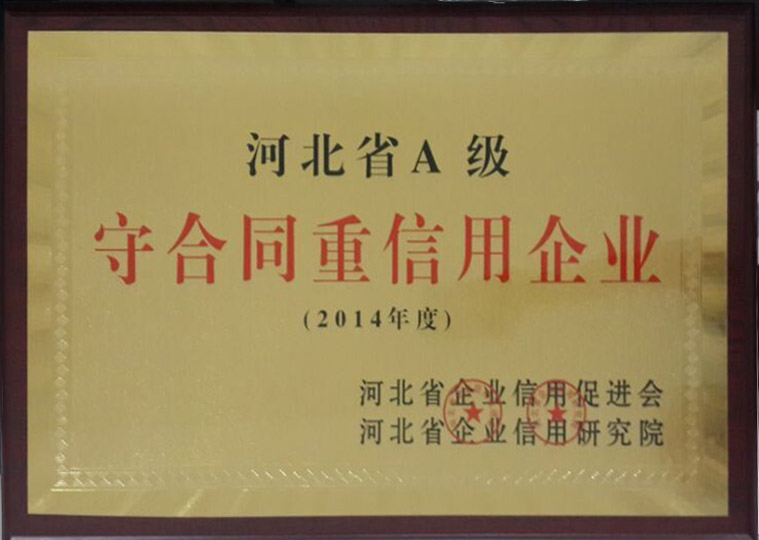 河北省A 级
守合同重信用企业
(2014年度)
河北省企业信用促进会
河北省企业信用研究院